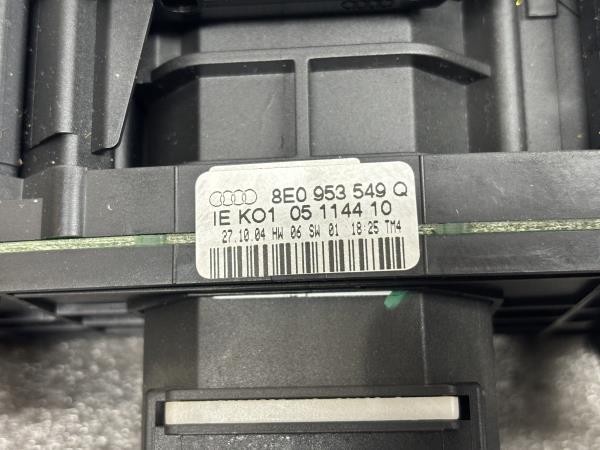 8E0 953 549 Q
IE KO1 05 1144 10
27.10.04 HW 06 SW 01 18:25 TM4